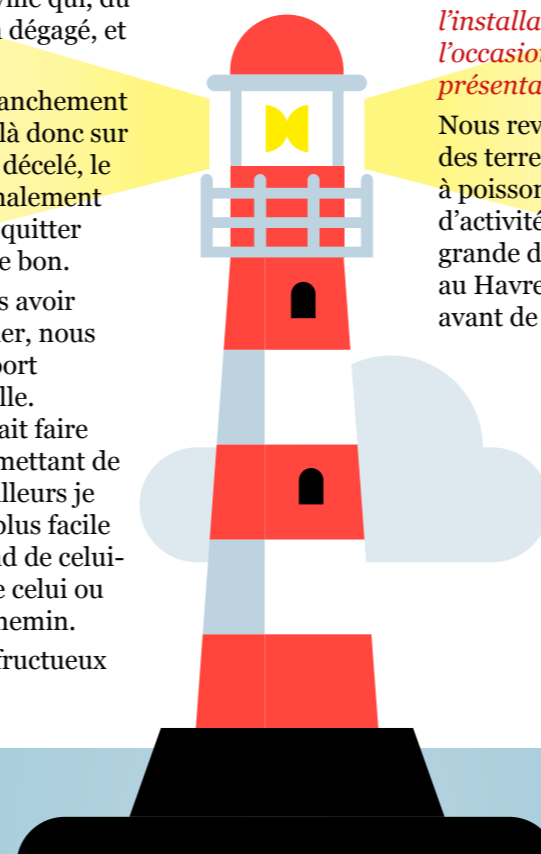 n dégagé, et
anchement
là donc sur
décelé, le
nalement
quitter
e bon.
s avoir
er, nous
port
lle.
ait faire
mettant de
illeurs je
plus facile
d de celui-
e celui ou
hemin.
fructueux
l’installa
l’occasion
présenta
Nous rev
des terre
à poisson
d’activité
grande d
au Havre
avant de